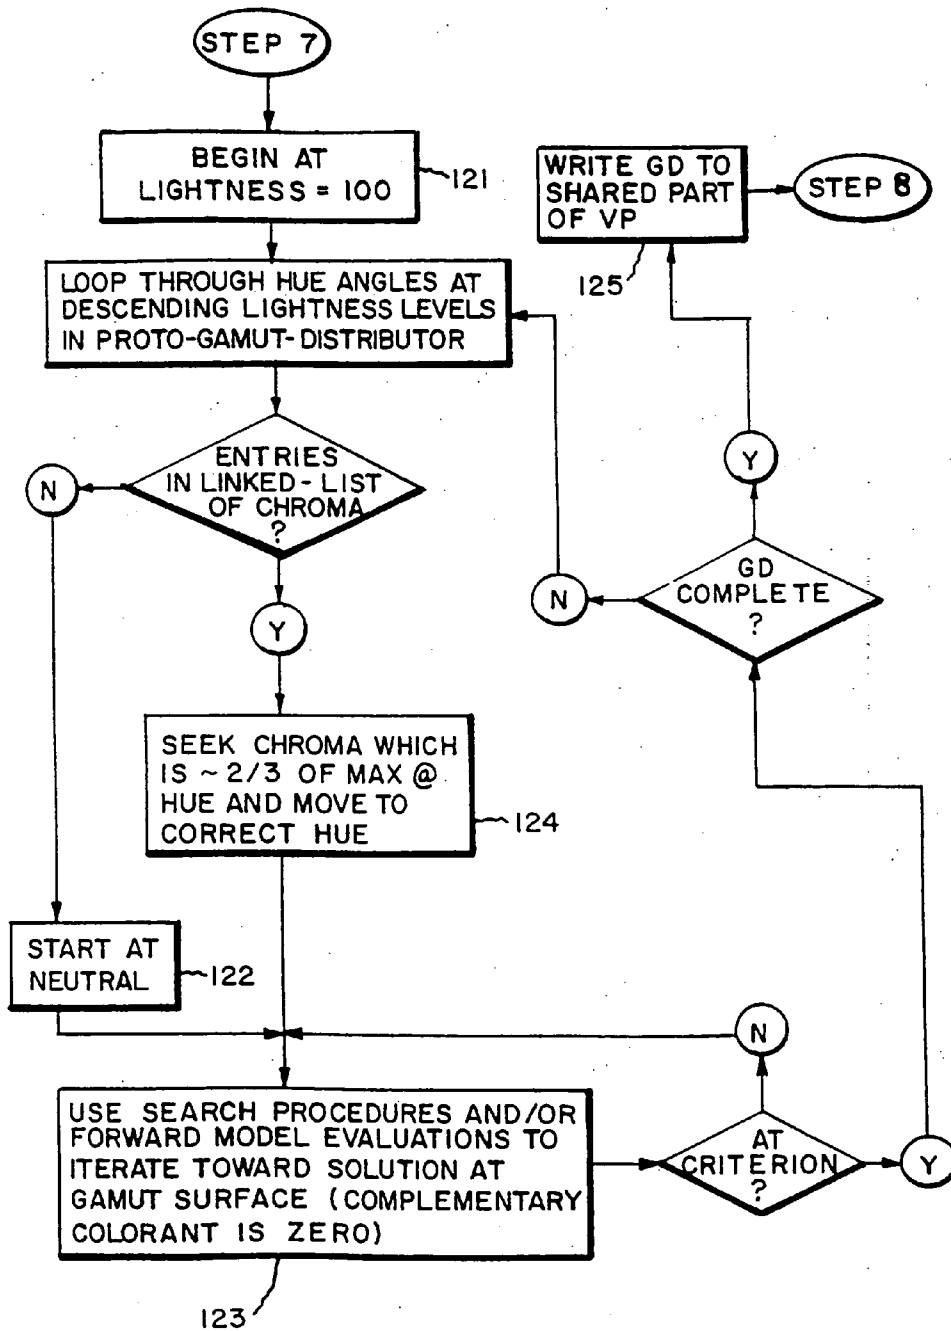 STEP 7
BEGIN AT
LIGHTNESS = 100
121
LOOP THROUGH HUE ANGLES AT
DESCENDING LIGHTNESS LEVELS
IN PROTO-GAMUT-DISTRIBUTOR
ENTRIES
IN LINKED-LIST
OF CHROMA
?
N
Y
SEEK CHROMA WHICH
IS ~ 2/3 OF MAX @
HUE AND MOVE TO
CORRECT HUE
124
START AT
NEUTRAL
122
USE SEARCH PROCEDURES AND/OR
FORWARD MODEL EVALUATIONS TO
ITERATE TOWARD SOLUTION AT
GAMUT SURFACE (COMPLEMENTARY
COLORANT IS ZERO)
123
AT
CRITERION
?
N
Y
GD
COMPLETE
?
N
Y
WRITE GD TO
SHARED PART
OF VP
125
STEP 8